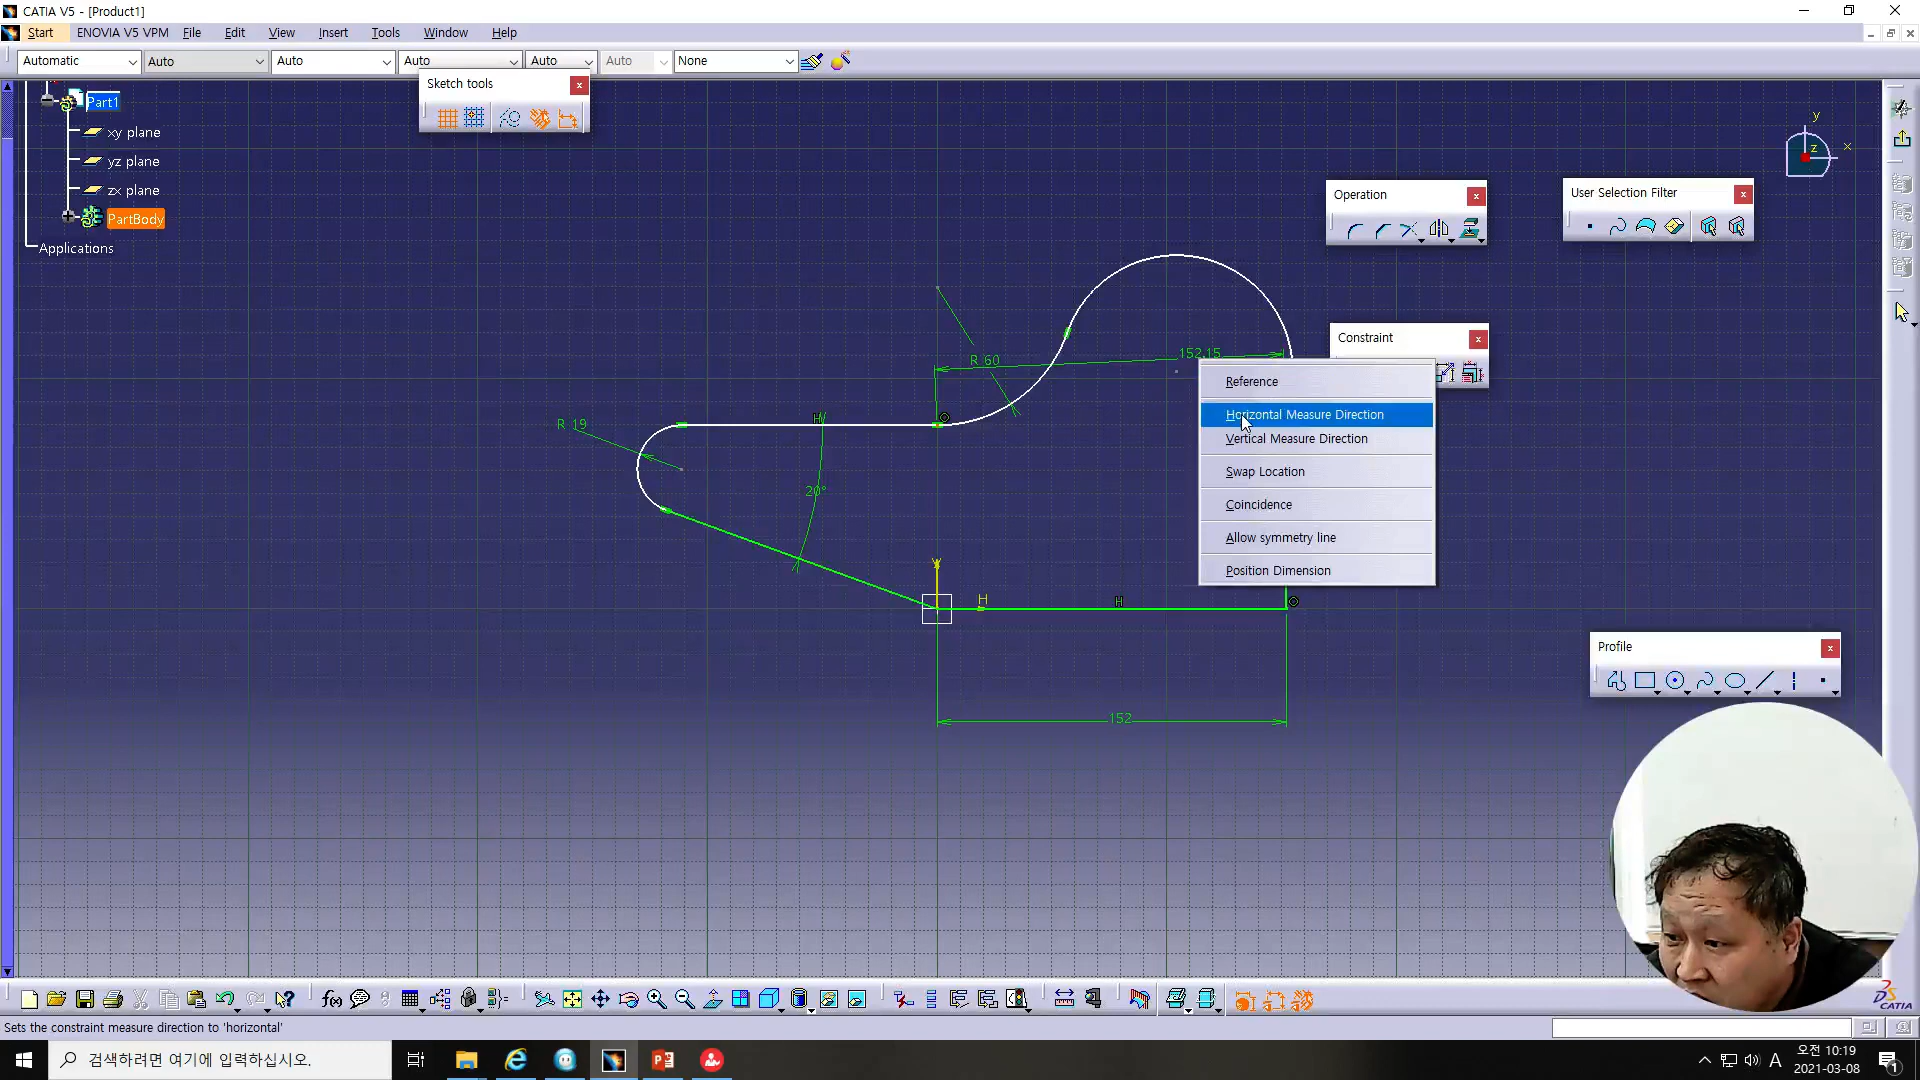 CATIA V5 - [Product1]
Start ENOVIA V5 VPM File Edit View Insert Tools Window Help
Automatic Auto Auto Auto Auto Auto None
Sketch tools
Part1
xy plane
yz plane
zx plane
PartBody
Applications
y
x
z
Operation
User Selection Filter
Constraint
R 60
152.15
R 19
H
20°
Reference
Horizontal Measure Direction
Vertical Measure Direction
Swap Location
Coincidence
Allow symmetry line
Position Dimension
V
H
H
152
Profile
Sets the constraint measure direction to 'horizontal'
CATIA
검색하려면 여기에 입력하십시오.
A
오전 10:19
2021-03-08
1